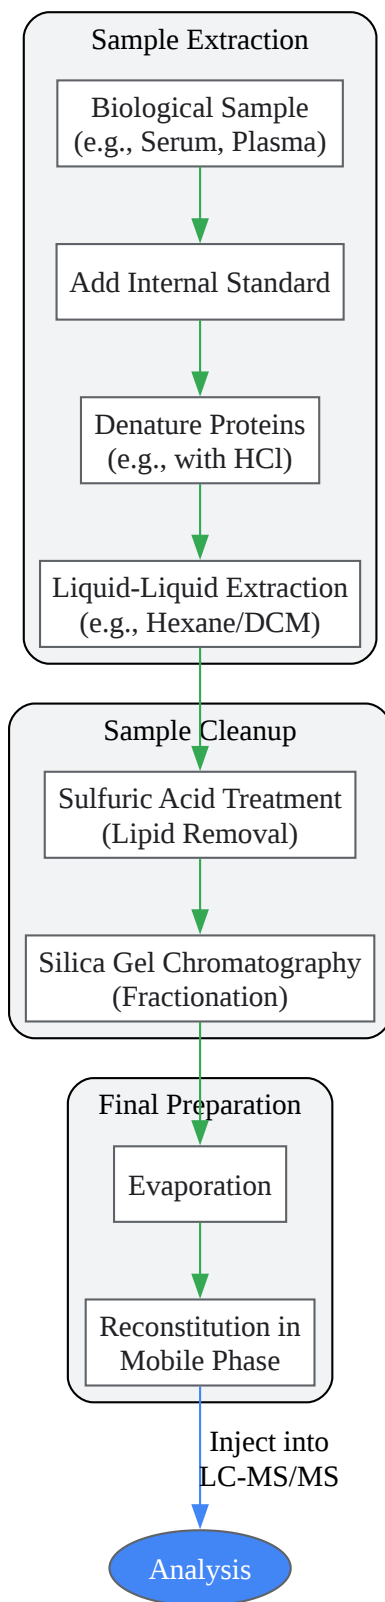 Sample Extraction
Biological Sample
(e.g., Serum, Plasma)
Add Internal Standard
Denature Proteins
(e.g., with HCl)
Liquid-Liquid Extraction
(e.g., Hexane/DCM)
Sample Cleanup
Sulfuric Acid Treatment
(Lipid Removal)
Silica Gel Chromatography
(Fractionation)
Final Preparation
Evaporation
Reconstitution in
Mobile Phase
Inject into
LC-MS/MS
Analysis